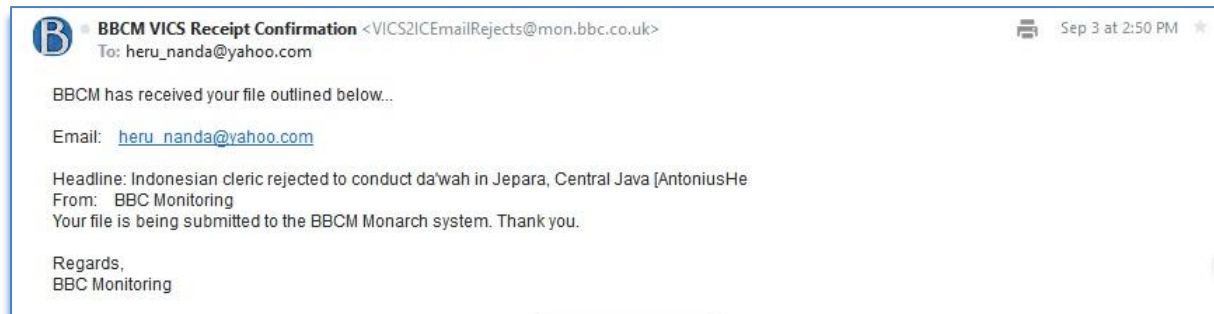 B
BBCM VICS Receipt Confirmation <VICS2ICEmailRejects@mon.bbc.co.uk> Sep 3 at 2:50 PM
To: heru_nanda@yahoo.com
BBCM has received your file outlined below...
Email: heru_nanda@yahoo.com
Headline: Indonesian cleric rejected to conduct da'wah in Jepara, Central Java [AntoniusHe
From: BBC Monitoring
Your file is being submitted to the BBCM Monarch system. Thank you.
Regards,
BBC Monitoring